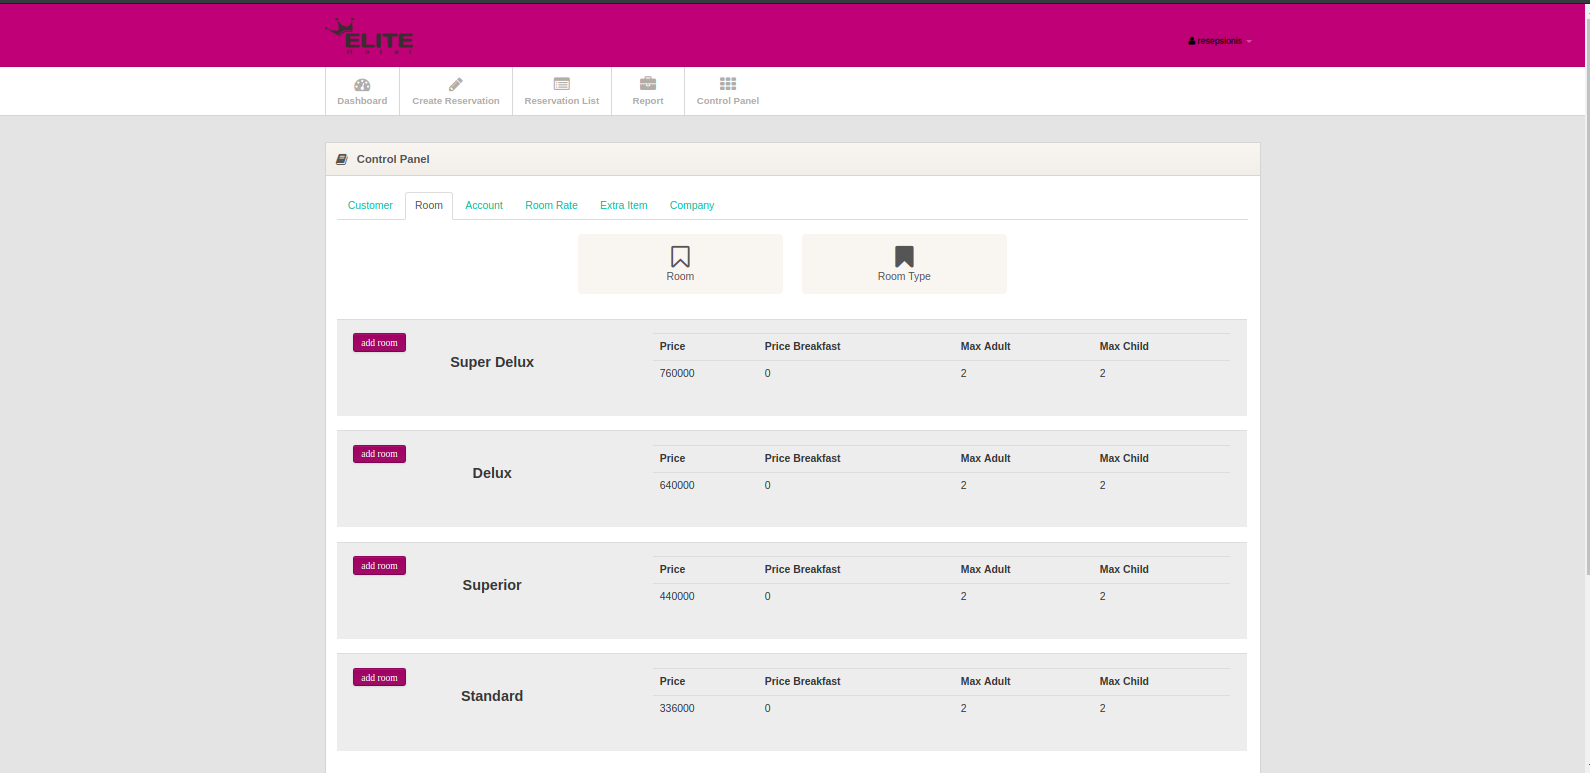 ELITE
resepsionis
Dashboard
Create Reservation
Reservation List
Report
Control Panel
Control Panel
Customer
Room
Account
Room Rate
Extra Item
Company
Room
Room Type
add room
Super Delux
Price Price Breakfast Max Adult Max Child
760000 0 2 2
add room
Delux
Price Price Breakfast Max Adult Max Child
640000 0 2 2
add room
Superior
Price Price Breakfast Max Adult Max Child
440000 0 2 2
add room
Standard
Price Price Breakfast Max Adult Max Child
336000 0 2 2